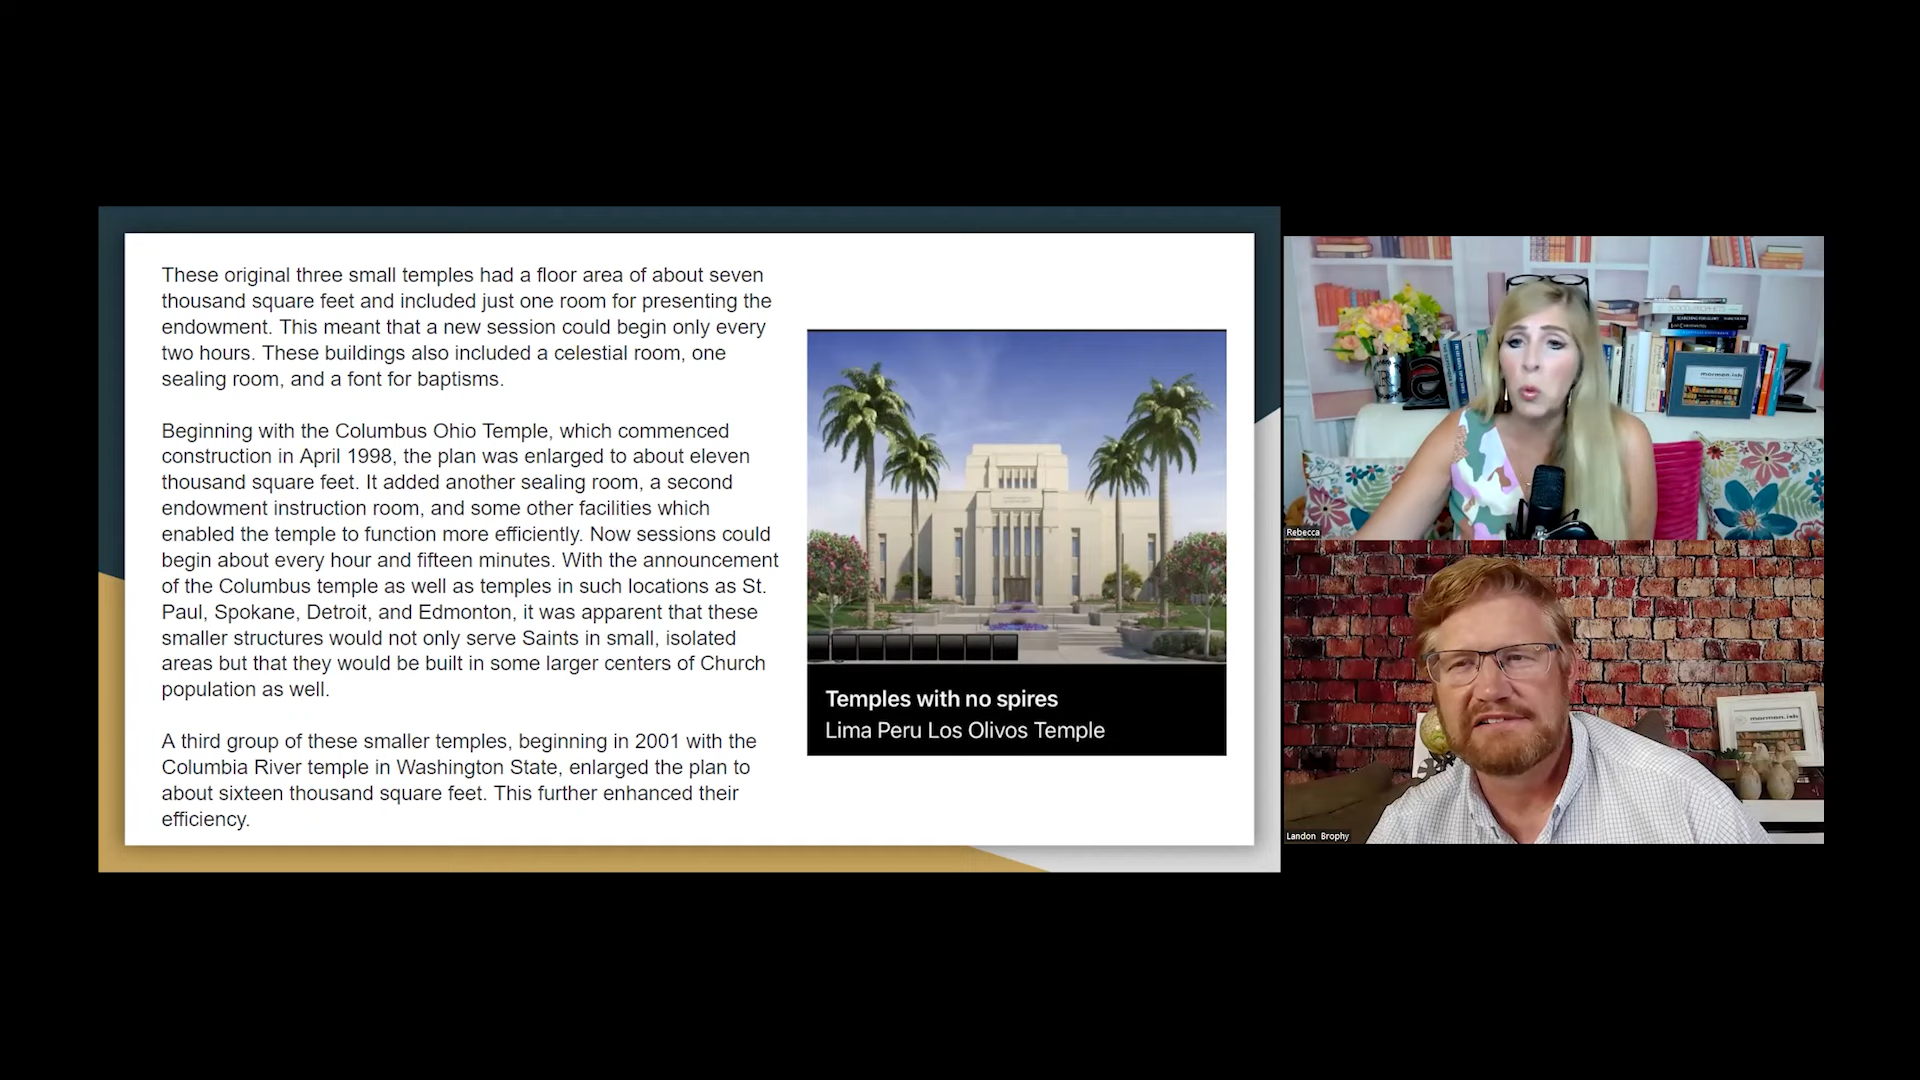 These original three small temples had a floor area of about seven
thousand square feet and included just one room for presenting the
endowment. This meant that a new session could begin only every
two hours. These buildings also included a celestial room, one
sealing room, and a font for baptisms.
Beginning with the Columbus Ohio Temple, which commenced
construction in April 1998, the plan was enlarged to about eleven
thousand square feet. It added another sealing room, a second
endowment instruction room, and some other facilities which
enabled the temple to function more efficiently. Now sessions could
begin about every hour and fifteen minutes. With the announcement
of the Columbus temple as well as temples in such locations as St.
Paul, Spokane, Detroit, and Edmonton, it was apparent that these
smaller structures would not only serve Saints in small, isolated
areas but that they would be built in some larger centers of Church
population as well.
A third group of these smaller temples, beginning in 2001 with the
Columbia River temple in Washington State, enlarged the plan to
about sixteen thousand square feet. This further enhanced their
efficiency.
Temples with no spires
Lima Peru Los Olivos Temple
mormon.ish
Rebecca
mormon.ish
Landon Brophy